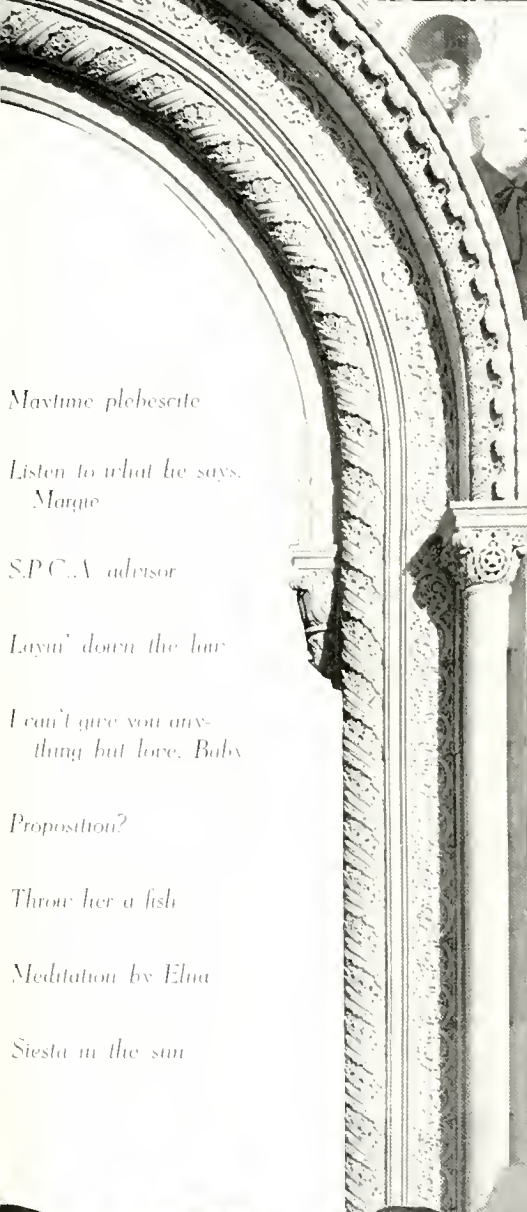 Maytime plebescite
Listen to what he says,
Margie
S.P.C.A. advisor
Layin' down the law
I can't give you any-
thing but love, Baby
Proposition?
Throw her a fish
Meditation by Elna
Siesta in the sun